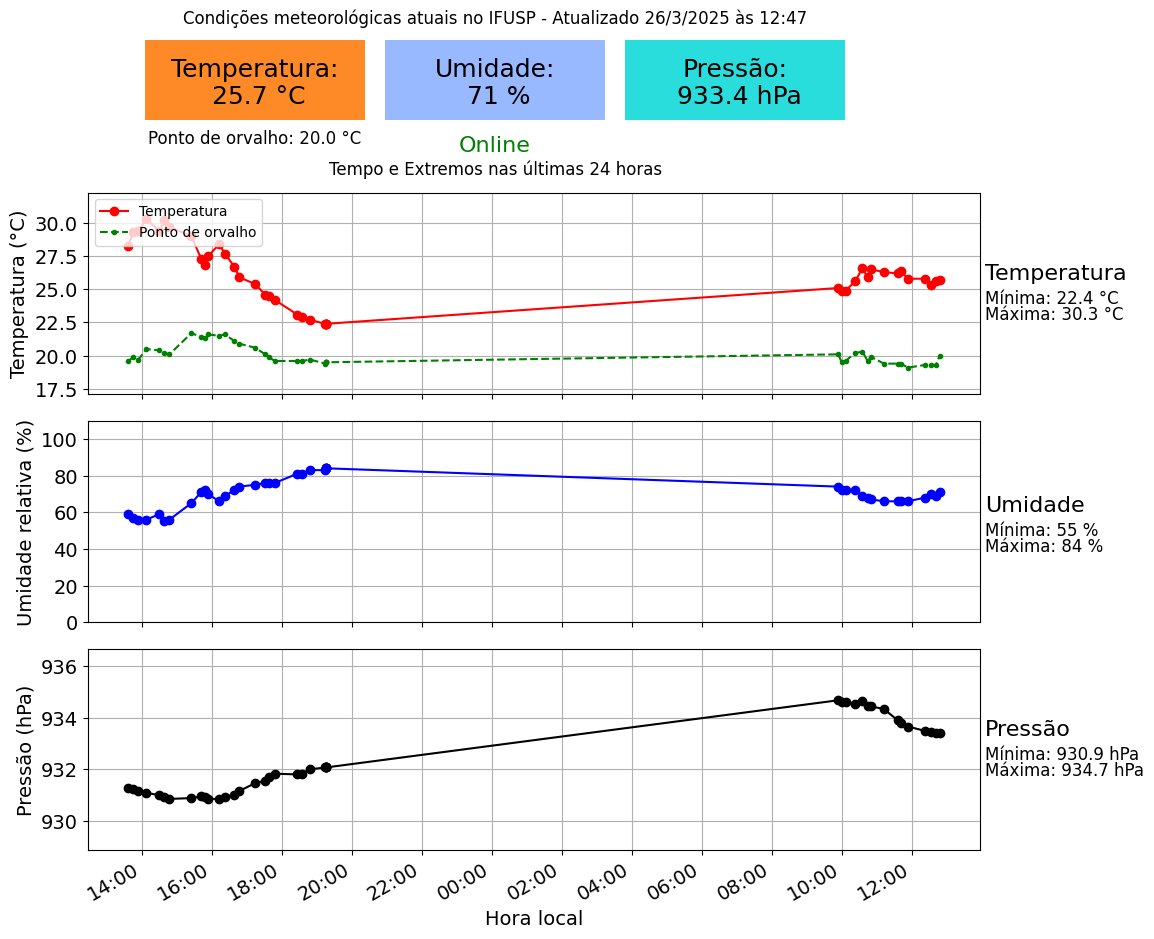 Condições meteorológicas atuais no IFUSP - Atualizado 26/3/2025 às 12:47
Temperatura:
25.7 °C
Umidade:
71 %
Pressão:
933.4 hPa
Ponto de orvalho: 20.0 °C
Online
Tempo e Extremos nas últimas 24 horas
Temperatura (°C)
30.0
27.5
25.0
22.5
20.0
17.5
Temperatura
Ponto de orvalho
Temperatura
Mínima: 22.4 °C
Máxima: 30.3 °C
Umidade relativa (%)
100
80
60
40
20
0
Umidade
Mínima: 55 %
Máxima: 84 %
Pressão (hPa)
936
934
932
930
Pressão
Mínima: 930.9 hPa
Máxima: 934.7 hPa
14:00
16:00
18:00
20:00
22:00
00:00
02:00
04:00
06:00
08:00
10:00
12:00
Hora local